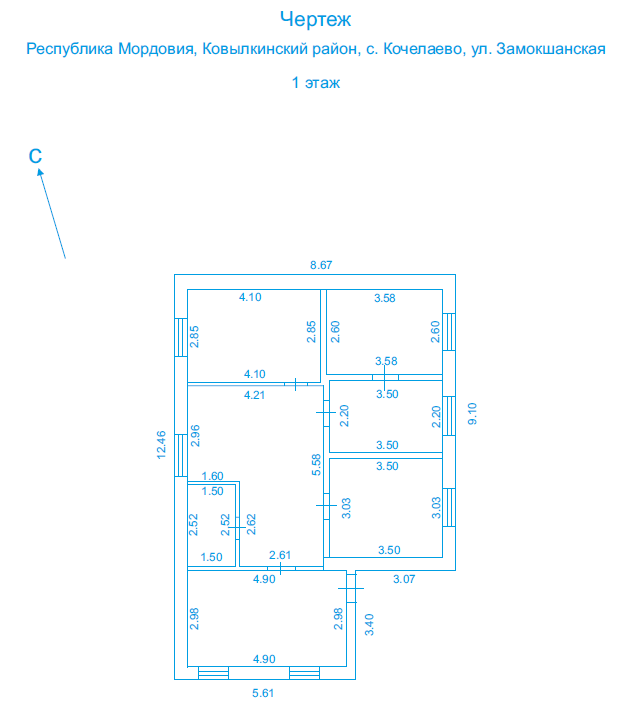 Чертеж
Республика Мордовия, Ковылкинский район, с. Кочелаево, ул. Замокшанская
1 этаж
С
8.67
4.10 3.58
2.85 2.85 2.60 2.60
4.10 3.58
4.21 3.50
2.20 2.20 9.10
2.96 12.46
3.50
5.58 3.50
1.60
1.50
2.52 2.52 2.62 3.03 3.03
1.50 2.61 3.50
4.90 3.07
2.98 2.98 3.40
4.90
5.61